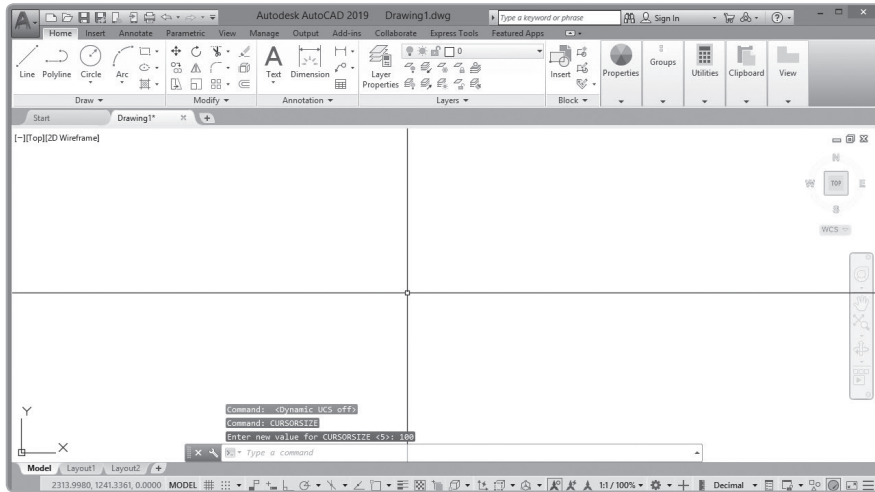 Autodesk AutoCAD 2019 Drawing1.dwg Type a keyword or phrase Sign In
Home Insert Annotate Parametric View Manage Output Add-ins Collaborate Express Tools Featured Apps
Line Polyline Circle Arc Text Dimension Layer Properties 0 Insert Properties Groups Utilities Clipboard View
Draw Modify Annotation Layers Block
Start Drawing1*
[−][Top][2D Wireframe]
N
W TOP E
S
WCS
Command: <Dynamic UCS off>
Command: CURSORSIZE
Enter new value for CURSORSIZE <5>: 100
Y
X
Type a command
Model Layout1 Layout2 +
2313.9980, 1241.3361, 0.0000 MODEL 1:1 / 100% Decimal